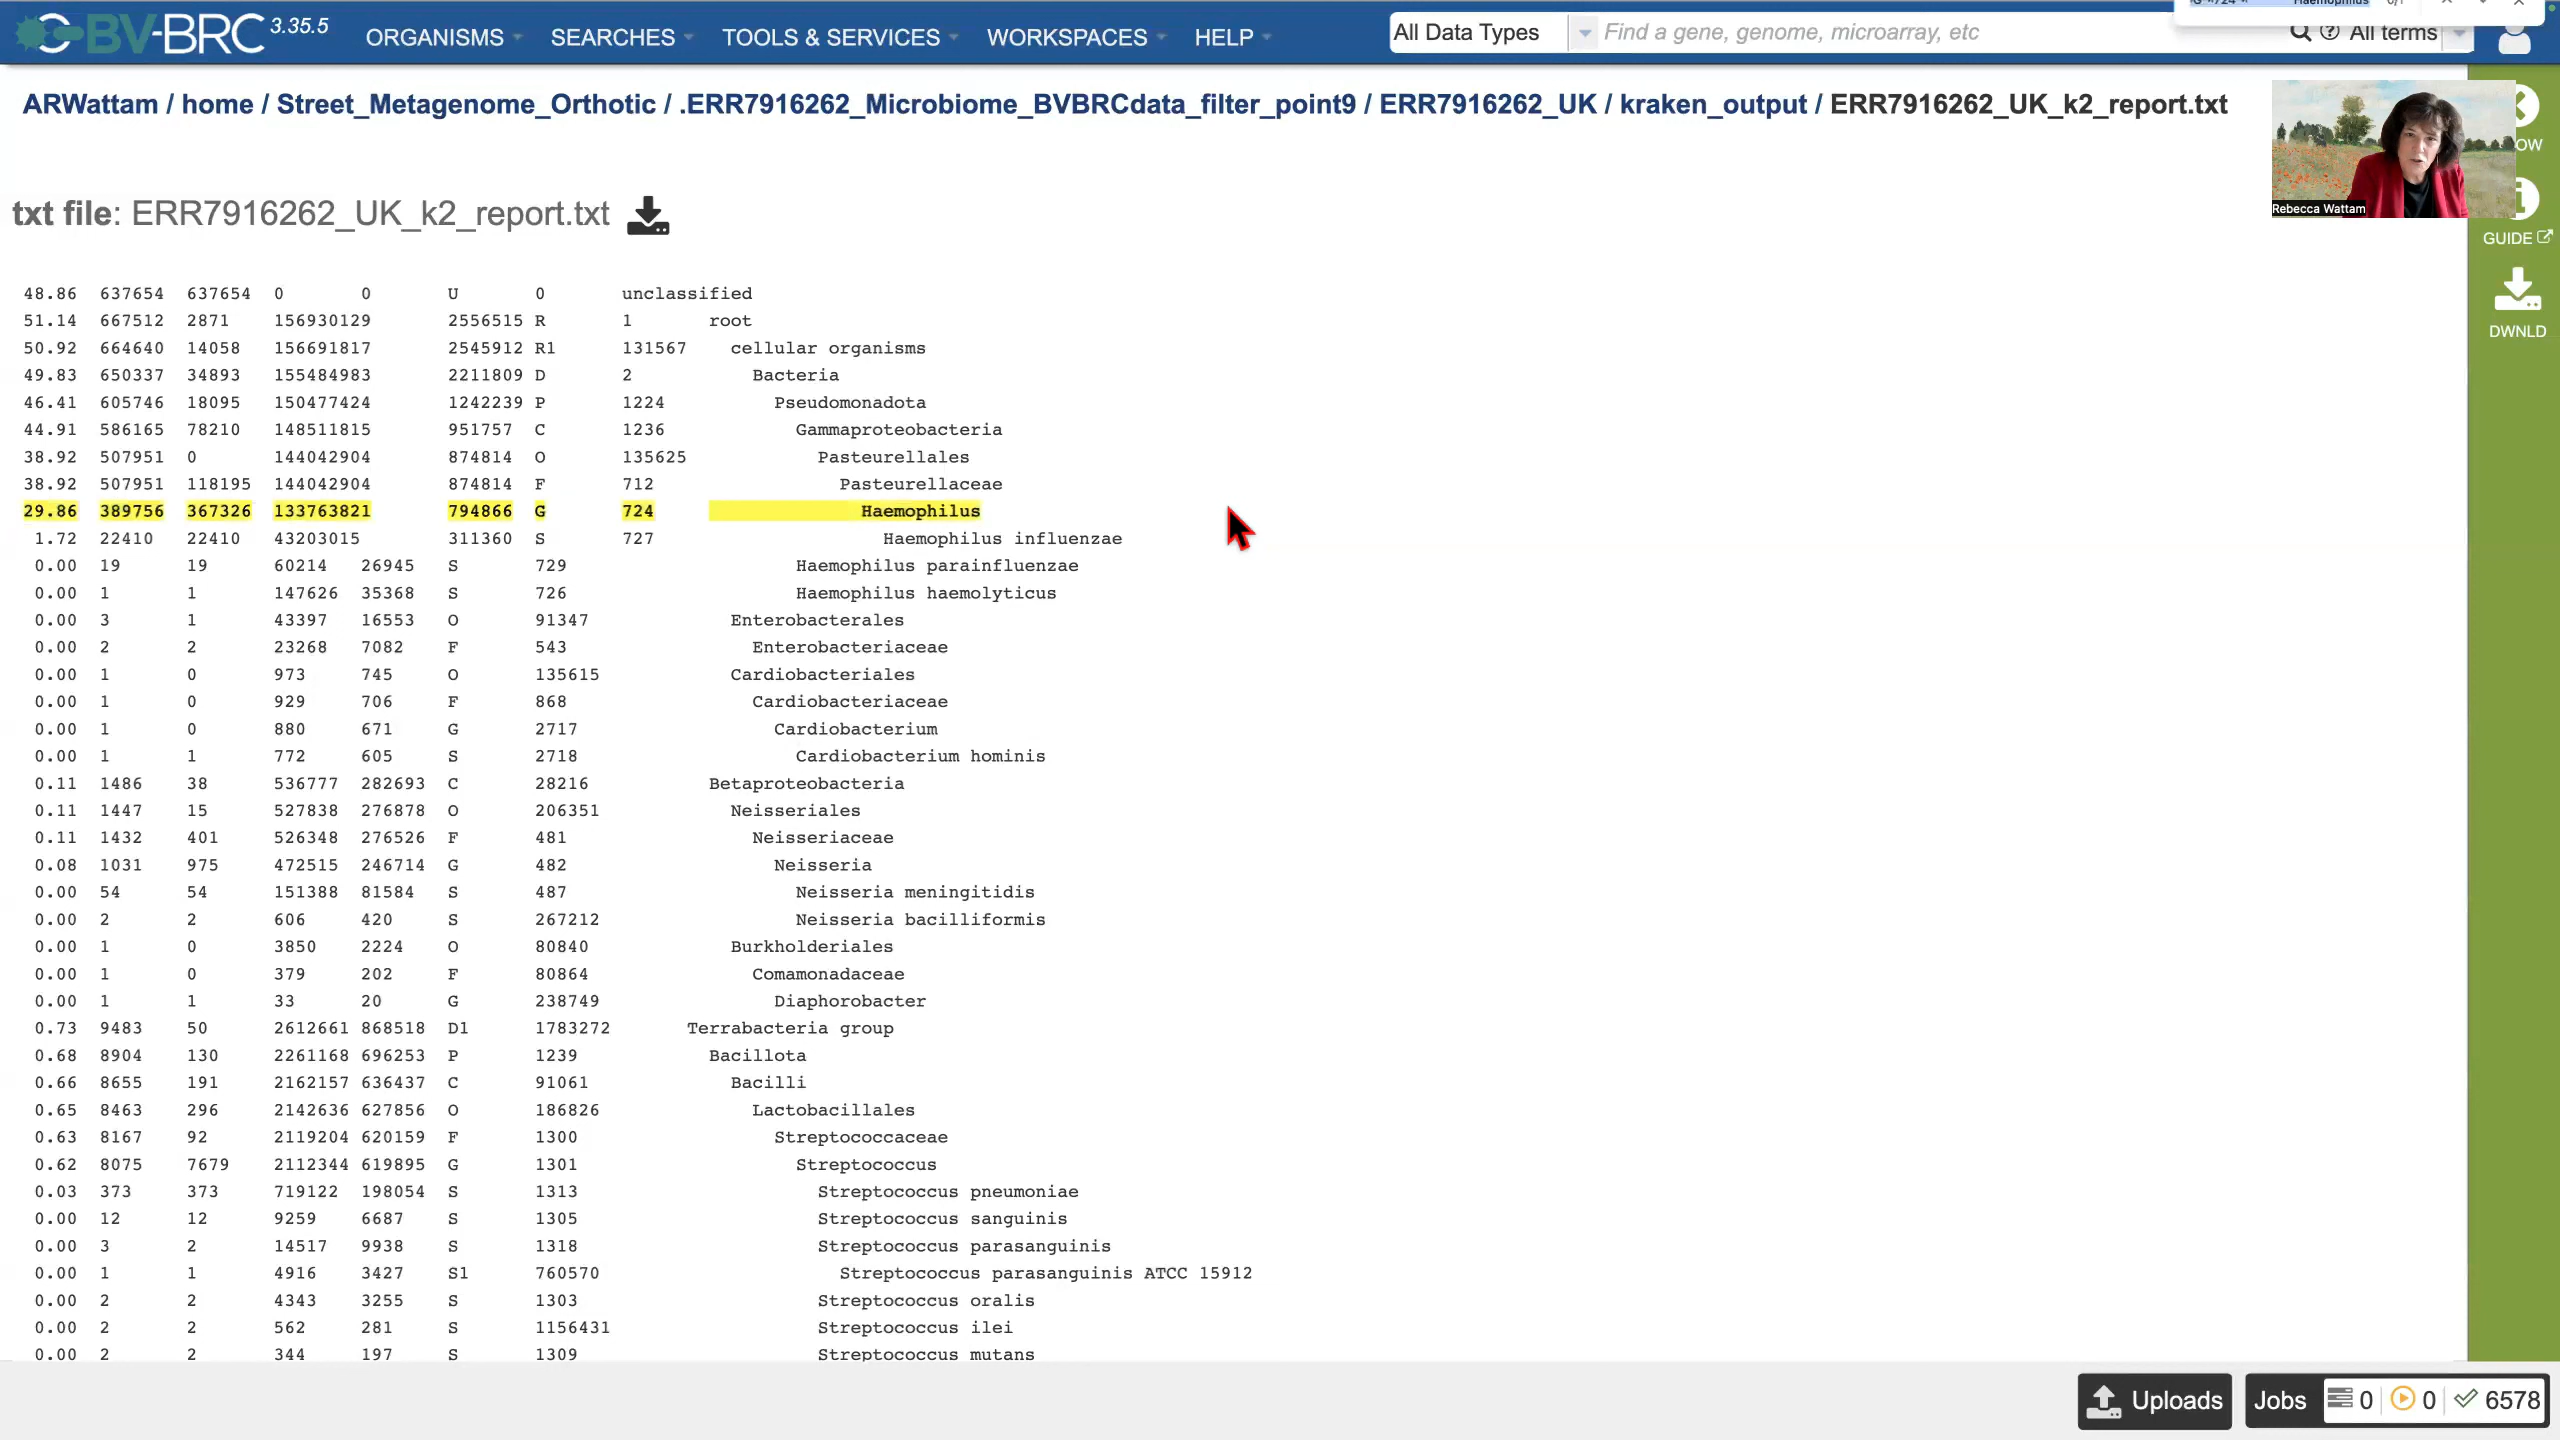 BV-BRC 3.35.5 ORGANISMS SEARCHES TOOLS & SERVICES WORKSPACES HELP All Data Types Find a gene, genome, microarray, etc All terms
ARWattam / home / Street_Metagenome_Orthotic / .ERR7916262_Microbiome_BVBRCdata_filter_point9 / ERR7916262_UK / kraken_output / ERR7916262_UK_k2_report.txt
OW
Rebecca Wattam
GUIDE
DWNLD
txt file: ERR7916262_UK_k2_report.txt
48.86 637654 637654 0 0 U 0 unclassified
51.14 667512 2871 156930129 2556515 R 1 root
50.92 664640 14058 156691817 2545912 R1 131567 cellular organisms
49.83 650337 34893 155484983 2211809 D 2 Bacteria
46.41 605746 18095 150477424 1242239 P 1224 Pseudomonadota
44.91 586165 78210 148511815 951757 C 1236 Gammaproteobacteria
38.92 507951 0 144042904 874814 O 135625 Pasteurellales
38.92 507951 118195 144042904 874814 F 712 Pasteurellaceae
29.86 389756 367326 133763821 794866 G 724 Haemophilus
1.72 22410 22410 43203015 311360 S 727 Haemophilus influenzae
0.00 19 19 60214 26945 S 729 Haemophilus parainfluenzae
0.00 1 1 147626 35368 S 726 Haemophilus haemolyticus
0.00 3 1 43397 16553 O 91347 Enterobacterales
0.00 2 2 23268 7082 F 543 Enterobacteriaceae
0.00 1 0 973 745 O 135615 Cardiobacteriales
0.00 1 0 929 706 F 868 Cardiobacteriaceae
0.00 1 0 880 671 G 2717 Cardiobacterium
0.00 1 1 772 605 S 2718 Cardiobacterium hominis
0.11 1486 38 536777 282693 C 28216 Betaproteobacteria
0.11 1447 15 527838 276878 O 206351 Neisseriales
0.11 1432 401 526348 276526 F 481 Neisseriaceae
0.08 1031 975 472515 246714 G 482 Neisseria
0.00 54 54 151388 81584 S 487 Neisseria meningitidis
0.00 2 2 606 420 S 267212 Neisseria bacilliformis
0.00 1 0 3850 2224 O 80840 Burkholderiales
0.00 1 0 379 202 F 80864 Comamonadaceae
0.00 1 1 33 20 G 238749 Diaphorobacter
0.73 9483 50 2612661 868518 D1 1783272 Terrabacteria group
0.68 8904 130 2261168 696253 P 1239 Bacillota
0.66 8655 191 2162157 636437 C 91061 Bacilli
0.65 8463 296 2142636 627856 O 186826 Lactobacillales
0.63 8167 92 2119204 620159 F 1300 Streptococcaceae
0.62 8075 7679 2112344 619895 G 1301 Streptococcus
0.03 373 373 719122 198054 S 1313 Streptococcus pneumoniae
0.00 12 12 9259 6687 S 1305 Streptococcus sanguinis
0.00 3 2 14517 9938 S 1318 Streptococcus parasanguinis
0.00 1 1 4916 3427 S1 760570 Streptococcus parasanguinis ATCC 15912
0.00 2 2 4343 3255 S 1303 Streptococcus oralis
0.00 2 2 562 281 S 1156431 Streptococcus ilei
0.00 2 2 344 197 S 1309 Streptococcus mutans
Uploads Jobs 0 0 6578